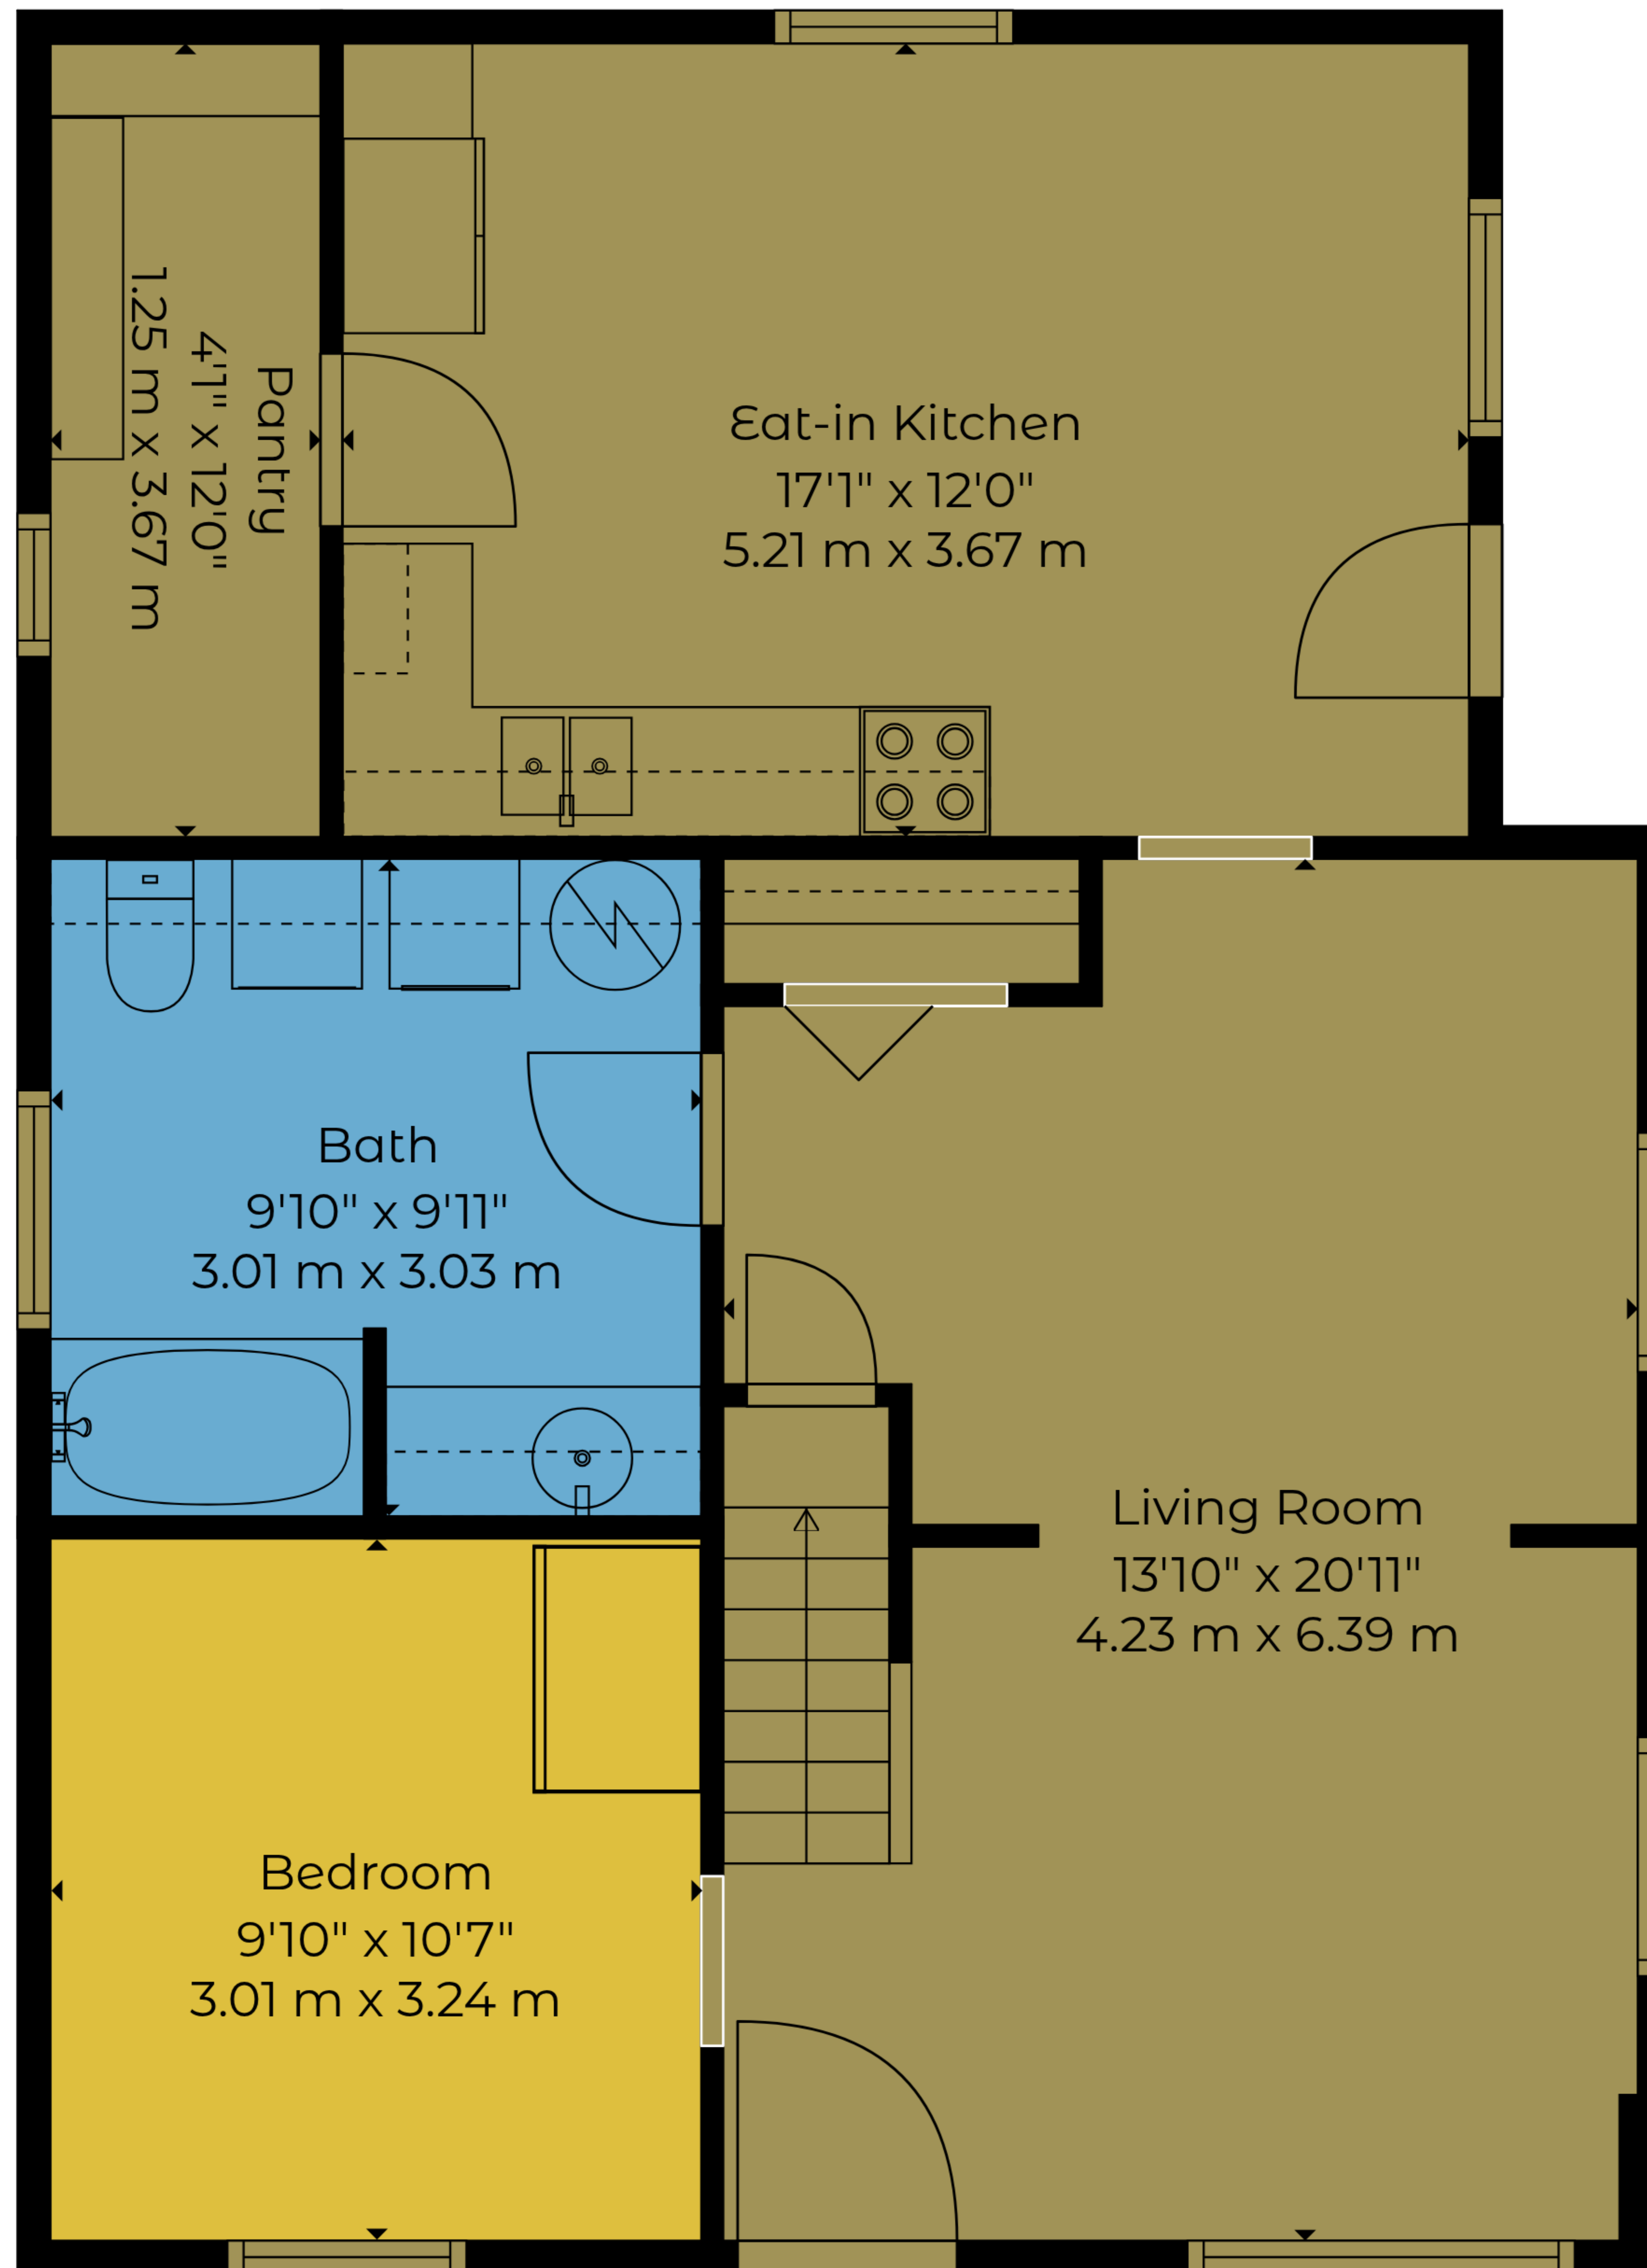 Pantry
4'1" x 12'0"
1.25 m x 3.67 m
Eat-in Kitchen
17'1" x 12'0"
5.21 m x 3.67 m
Bath
9'10" x 9'11"
3.01 m x 3.03 m
Living Room
13'10" x 20'11"
4.23 m x 6.39 m
Bedroom
9'10" x 10'7"
3.01 m x 3.24 m